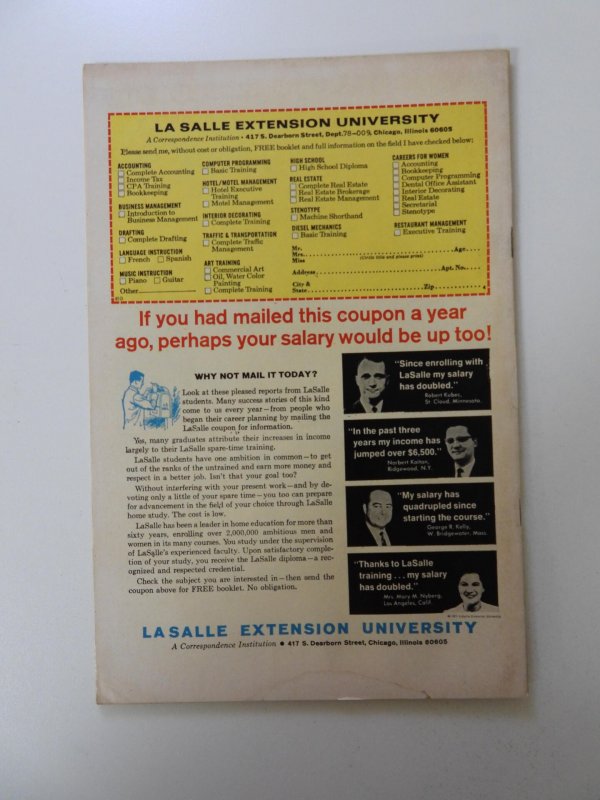 LA SALLE EXTENSION UNIVERSITY
A Correspondence Institution • 417 S. Dearborn Street, Dept. 78-009, Chicago, Illinois 60605
Please send me, without cost or obligation, FREE booklet and full information on the field I have checked below:
ACCOUNTING
Complete Accounting
Income Tax
CPA Training
Bookkeeping
BUSINESS MANAGEMENT
Introduction to
Business Management
DRAFTING
Complete Drafting
LANGUAGE INSTRUCTION
French Spanish
MUSIC INSTRUCTION
Piano Guitar
Other
COMPUTER PROGRAMMING
Basic Training
HOTEL/MOTEL MANAGEMENT
Hotel Executive
Training
Motel Management
INTERIOR DECORATING
Complete Training
TRAFFIC & TRANSPORTATION
Complete Traffic
Management
ART TRAINING
Commercial Art
Oil, Water Color
Painting
Complete Training
HIGH SCHOOL
High School Diploma
REAL ESTATE
Complete Real Estate
Real Estate Brokerage
Real Estate Management
STENOTYPE
Machine Shorthand
DIESEL MECHANICS
Basic Training
CAREERS FOR WOMEN
Accounting
Bookkeeping
Computer Programming
Dental Office Assistant
Interior Decorating
Real Estate
Secretarial
Stenotype
RESTAURANT MANAGEMENT
Executive Training
Mr.
Mrs. Age
Miss (Circle title and please print)
Address Apt. No.
City &
State Zip
If you had mailed this coupon a year
ago, perhaps your salary would be up too!
WHY NOT MAIL IT TODAY?
Look at these pleased reports from LaSalle
students. Many success stories of this kind
come to us every year—from people who
began their career planning by mailing the
LaSalle coupon for information.
Yes, many graduates attribute their increases in income
largely to their LaSalle spare-time training.
LaSalle students have one ambition in common—to get
out of the ranks of the untrained and earn more money and
respect in a better job. Isn't that your goal too?
Without interfering with your present work—and by de-
voting only a little of your spare time—you too can prepare
for advancement in the field of your choice through LaSalle
home study. The cost is low.
LaSalle has been a leader in home education for more than
sixty years, enrolling over 2,000,000 ambitious men and
women in its many courses. You study under the supervision
of LaSalle's experienced faculty. Upon satisfactory comple-
tion of your study, you receive the LaSalle diploma—a rec-
ognized and respected credential.
Check the subject you are interested in—then send the
coupon above for FREE booklet. No obligation.
"Since enrolling with
LaSalle my salary
has doubled."
Robert Kuber,
St. Cloud, Minnesota.
"In the past three
years my income has
jumped over $6,500."
Norbert Kaiton,
Ridgewood, N.Y.
"My salary has
quadrupled since
starting the course."
George R. Kelly,
W. Bridgewater, Mass.
"Thanks to LaSalle
training . . . my salary
has doubled."
Mrs. Mary M. Nyberg,
Los Angeles, Calif.
LA SALLE EXTENSION UNIVERSITY
A Correspondence Institution • 417 S. Dearborn Street, Chicago, Illinois 60605